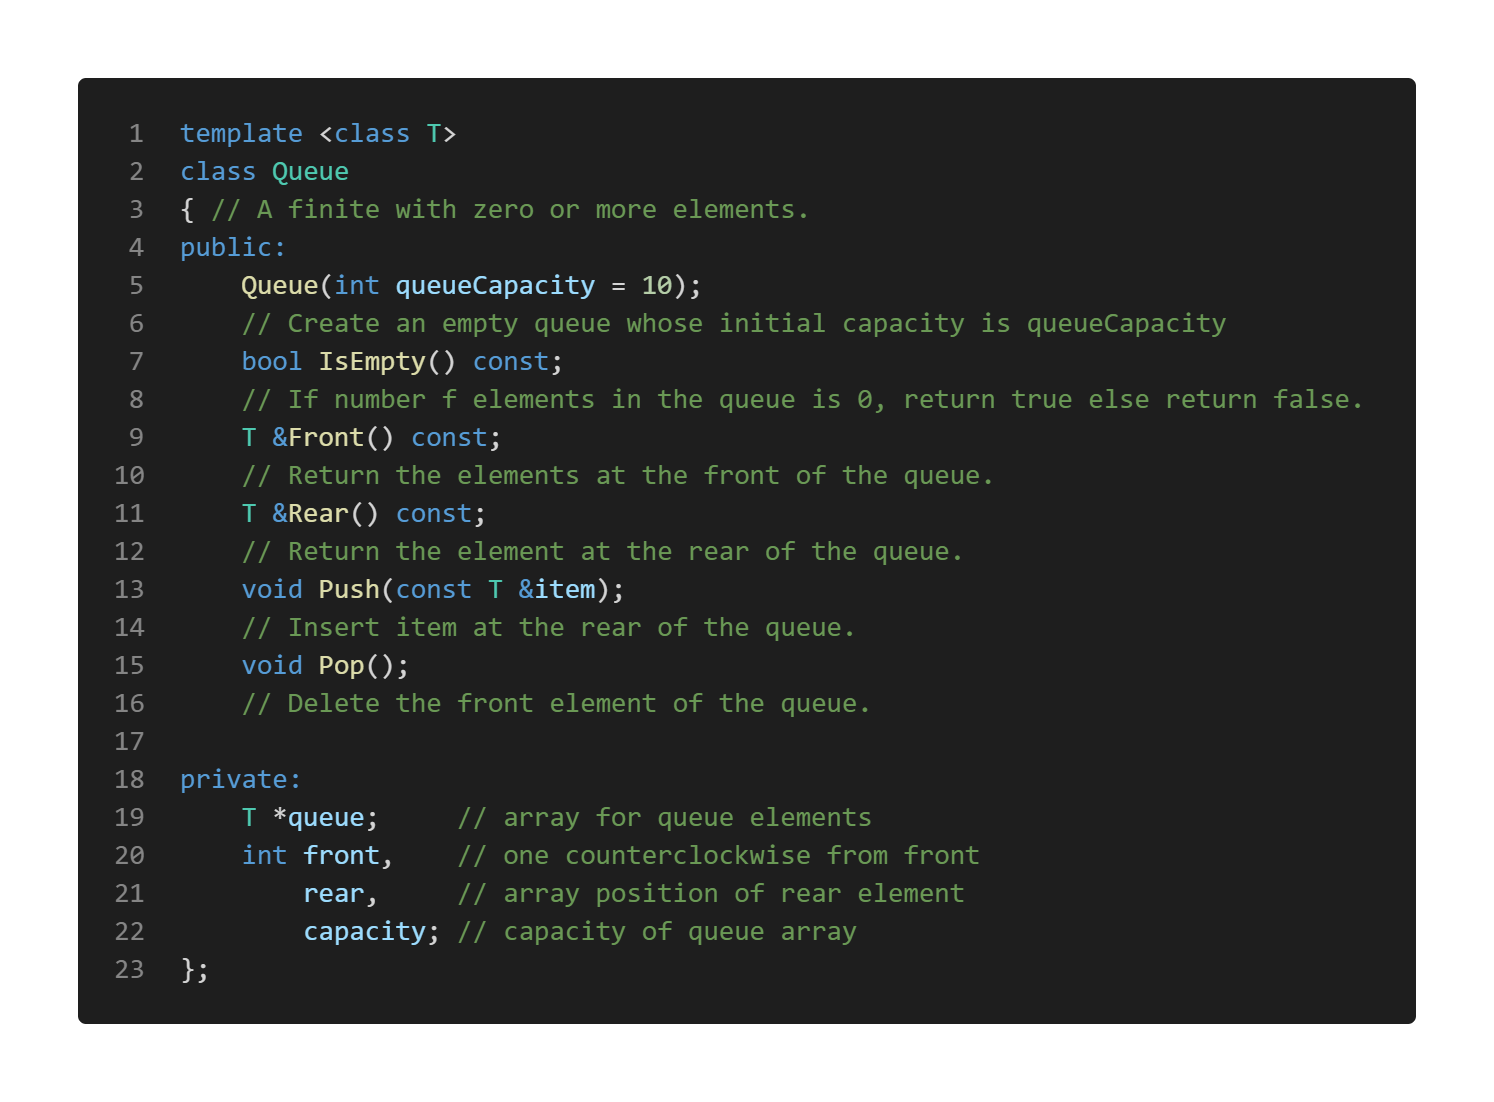 1 template <class T>
2 class Queue
3 { // A finite with zero or more elements.
4 public:
5     Queue(int queueCapacity = 10);
6     // Create an empty queue whose initial capacity is queueCapacity
7     bool IsEmpty() const;
8     // If number f elements in the queue is 0, return true else return false.
9     T &Front() const;
10     // Return the elements at the front of the queue.
11     T &Rear() const;
12     // Return the element at the rear of the queue.
13     void Push(const T &item);
14     // Insert item at the rear of the queue.
15     void Pop();
16     // Delete the front element of the queue.
17
18 private:
19     T *queue;     // array for queue elements
20     int front,    // one counterclockwise from front
21         rear,     // array position of rear element
22         capacity; // capacity of queue array
23 };